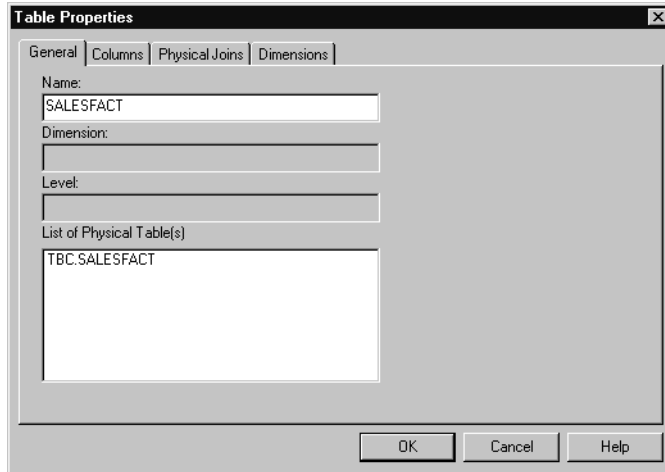 Table Properties
General Columns Physical Joins Dimensions
Name:
SALESFACT
Dimension:
Level:
List of Physical Table(s)
TBC.SALESFACT
OK Cancel Help